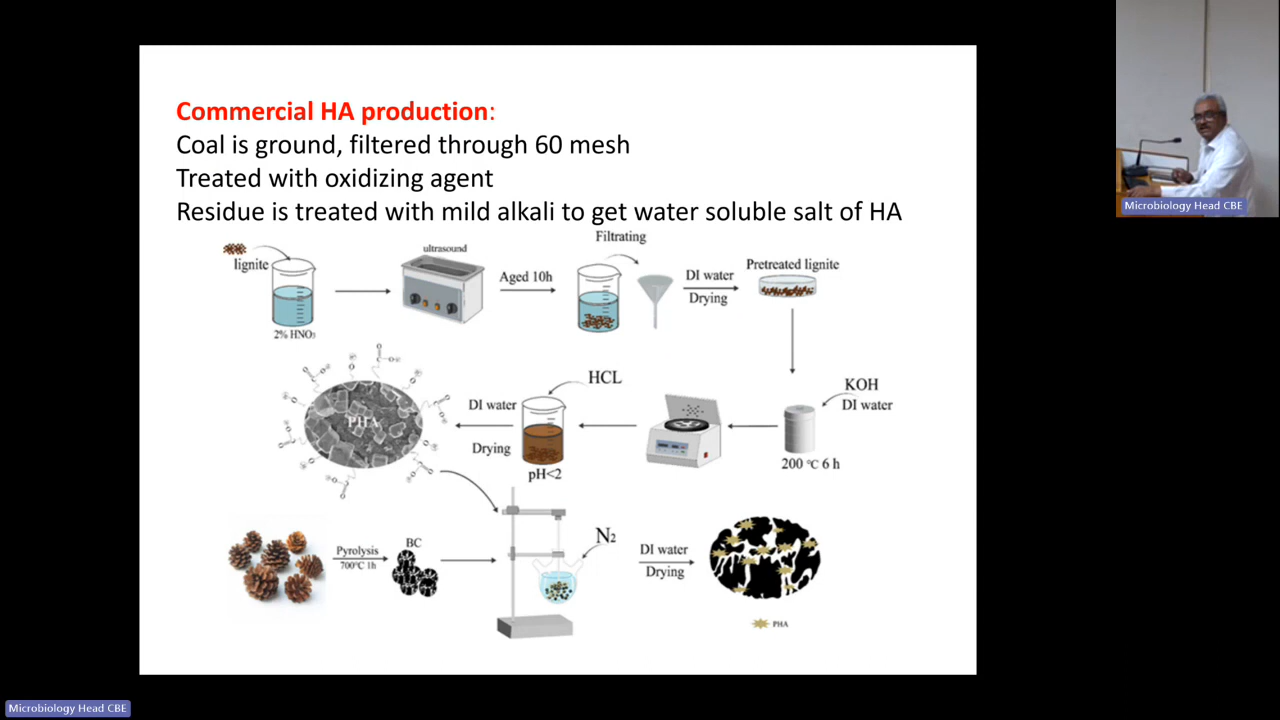 Commercial HA production:
Coal is ground, filtered through 60 mesh
Treated with oxidizing agent
Residue is treated with mild alkali to get water soluble salt of HA
lignite
2% HNO3
ultrasound
Aged 10h
Filtrating
DI water
Drying
Pretreated lignite
KOH
DI water
200 ℃ 6 h
HCL
pH<2
DI water
Drying
PHA
Pyrolysis
700℃ 1h
BC
N2
DI water
Drying
PHA
Microbiology Head CBE
Microbiology Head CBE